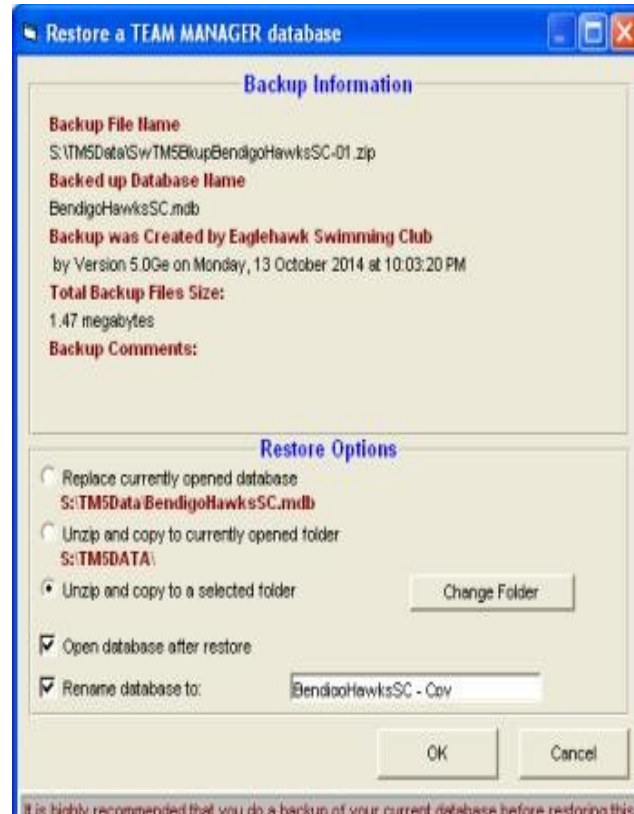 Restore a TEAM MANAGER database
Backup Information
Backup File Name
S:\TM5Data\SwTM5BkupBendigoHawksSC-01.zip
Backed up Database Name
BendigoHawksSC.mdb
Backup was Created by Eaglehawk Swimming Club
by Version 5.0Ge on Monday, 13 October 2014 at 10:03:20 PM
Total Backup Files Size:
1.47 megabytes
Backup Comments:
Restore Options
Replace currently opened database
S:\TM5Data\BendigoHawksSC.mdb
Unzip and copy to currently opened folder
S:\TM5DATA\
Unzip and copy to a selected folder
Change Folder
Open database after restore
Rename database to:
BendigoHawksSC - Cpy
OK
Cancel
It is highly recommended that you do a backup of your current database before restoring this